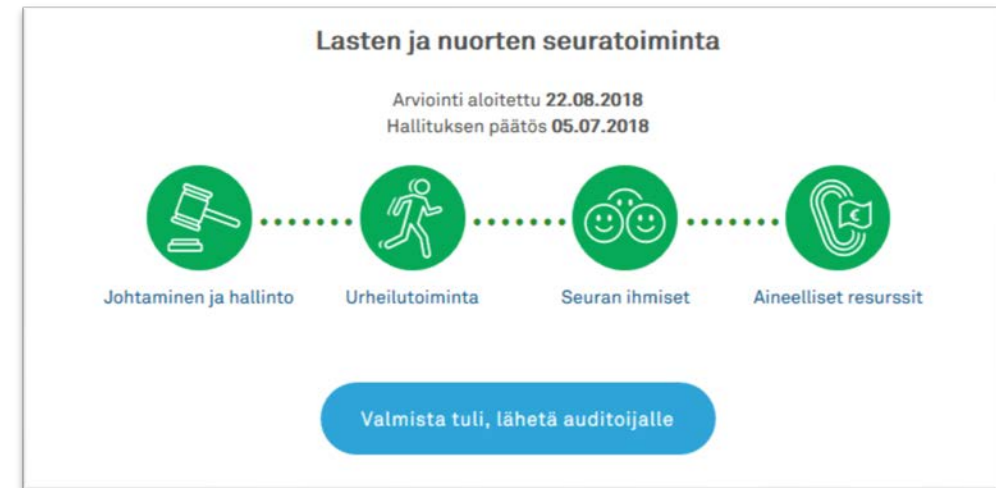 Lasten ja nuorten seuratoiminta
Arviointi aloitettu 22.08.2018
Hallituksen päätös 05.07.2018
€
Johtaminen ja hallinto
Urheilutoiminta
Seuran ihmiset
Aineelliset resurssit
Valmista tuli, lähetä auditoijalle